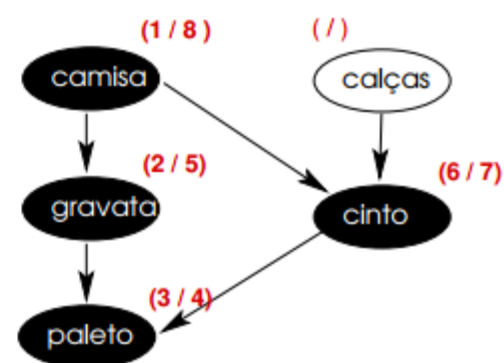 (1 / 8 )
( / )
camisa
calças
(2 / 5)
(6 / 7)
gravata
cinto
(3 / 4)
paleto